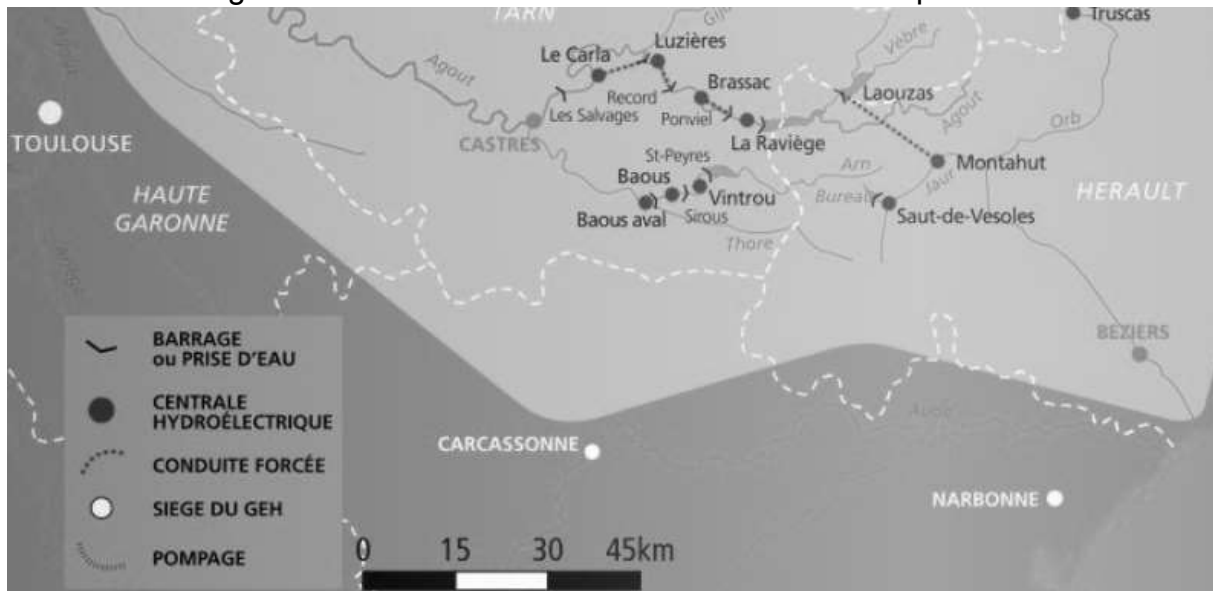 TARN
Truscas
Luzières
Vèbre
Le Carla
Agout
Brassac
Laouzas
Record
Les Salvages
Ponviel
Agout
Orb
TOULOUSE
CASTRES
La Raviège
St-Peyres
Arn
Montahut
Baous
Jaur
HAUTE
GARONNE
Vintrou
Bureau
HERAULT
Baous aval
Sirous
Saut-de-Vesoles
Thore
BARRAGE
ou PRISE D'EAU
BÉZIERS
CENTRALE
HYDROÉLECTRIQUE
Aude
CARCASSONNE
CONDUITE FORCÉE
SIEGE DU GEH
NARBONNE
POMPAGE
0 15 30 45km